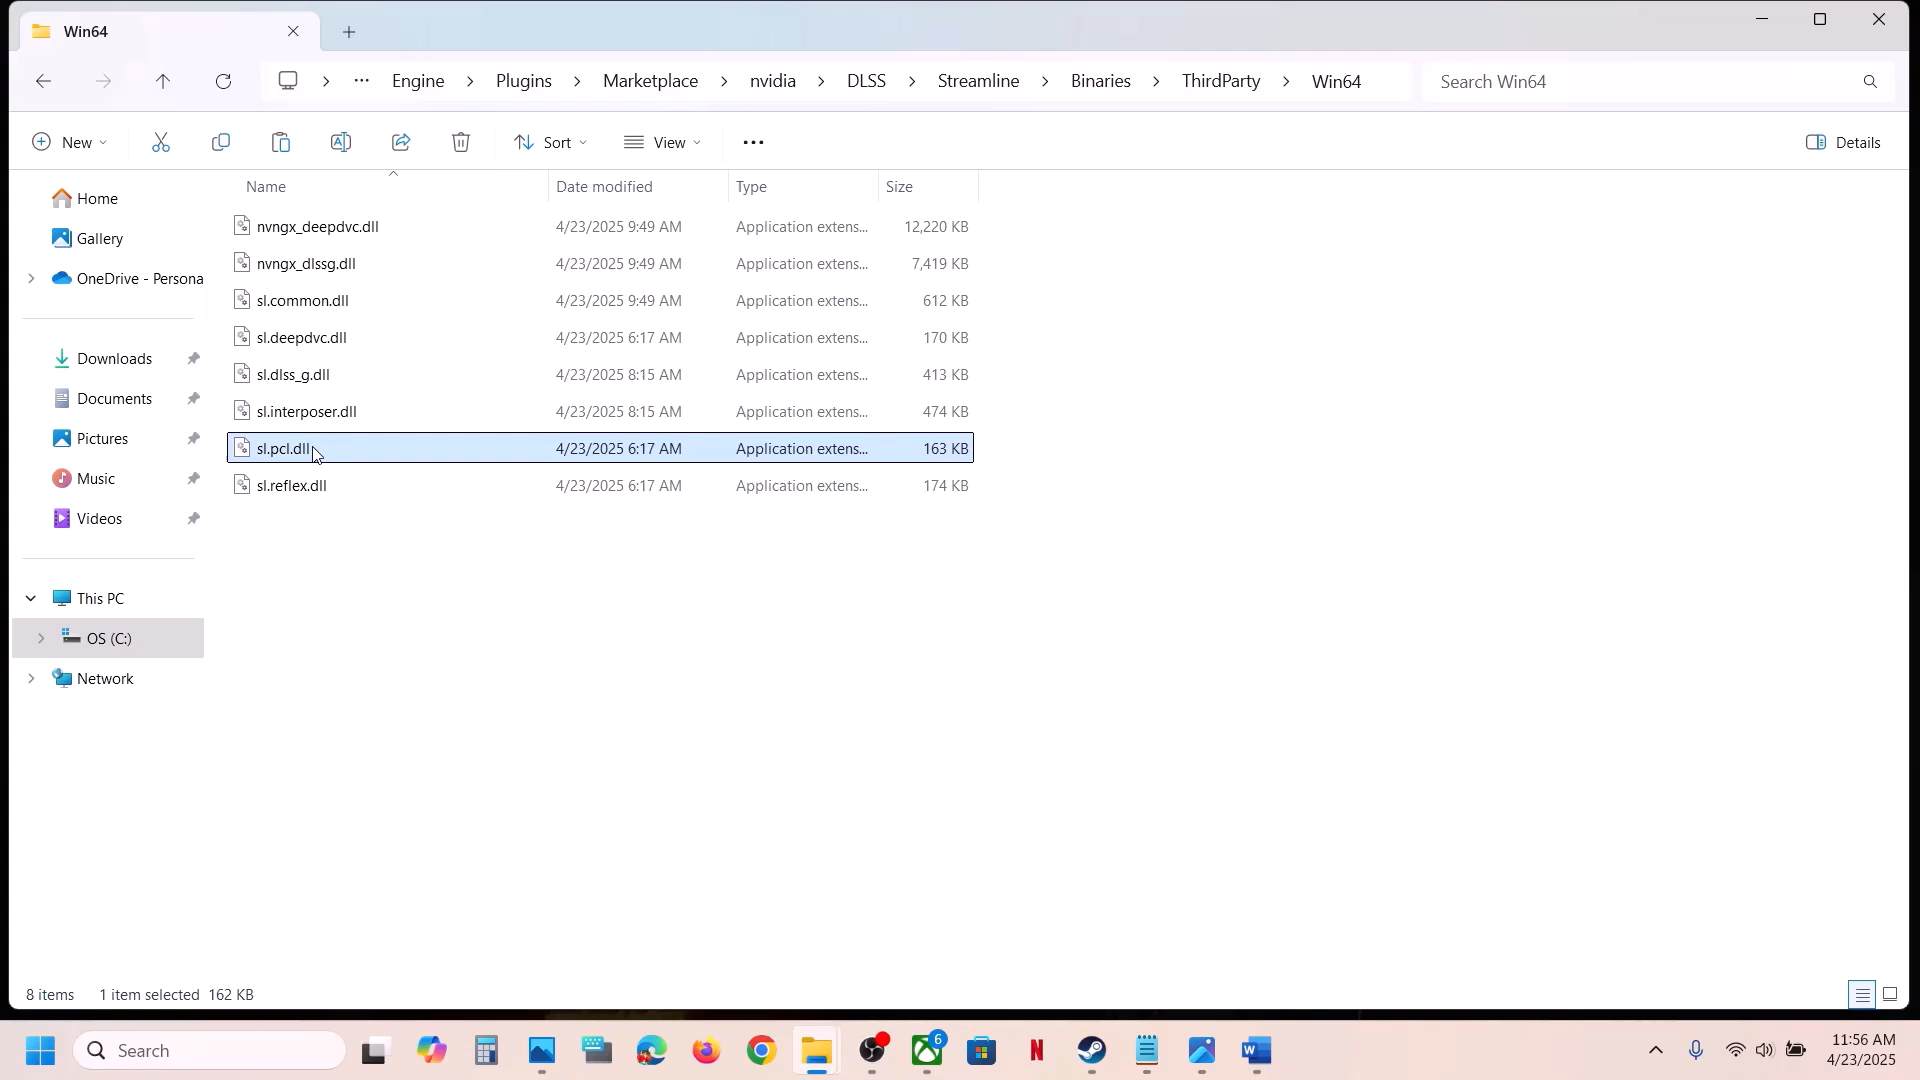 Win64
Engine > Plugins > Marketplace > nvidia > DLSS > Streamline > Binaries > ThirdParty > Win64
Search Win64
New
Sort
View
Details
Name
Date modified
Type
Size
Home
Gallery
OneDrive - Persona
Downloads
Documents
Pictures
Music
Videos
This PC
OS (C:)
Network
nvngx_deepdvc.dll 4/23/2025 9:49 AM Application extens... 12,220 KB
nvngx_dlssg.dll 4/23/2025 9:49 AM Application extens... 7,419 KB
sl.common.dll 4/23/2025 9:49 AM Application extens... 612 KB
sl.deepdvc.dll 4/23/2025 6:17 AM Application extens... 170 KB
sl.dlss_g.dll 4/23/2025 8:15 AM Application extens... 413 KB
sl.interposer.dll 4/23/2025 8:15 AM Application extens... 474 KB
sl.pcl.dll 4/23/2025 6:17 AM Application extens... 163 KB
sl.reflex.dll 4/23/2025 6:17 AM Application extens... 174 KB
8 items 1 item selected 162 KB
Search
6
11:56 AM
4/23/2025